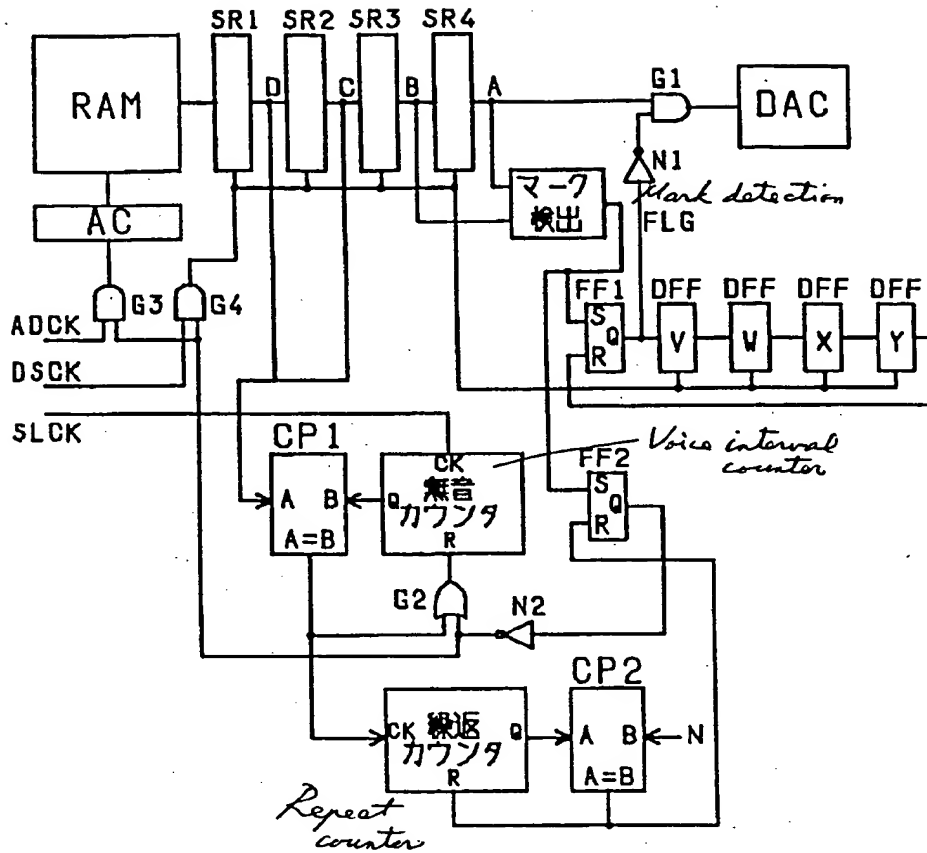 SR1 SR2 SR3 SR4
RAM
D
C
B
A
G1
DAC
N1
Mark detection
マーク
検出
FLG
AC
G3
G4
ADCK
DSCK
SLCK
FF1
S
Q
R
DFF DFF DFF DFF
V
W
X
Y
CP1
A B
A=B
CK
Q 無音
カウンタ
R
Voice interval
counter
FF2
S
Q
R
G2
N2
CP2
CK 繰返 Q
カウンタ
R
A B
A=B
N
Repeat
counter